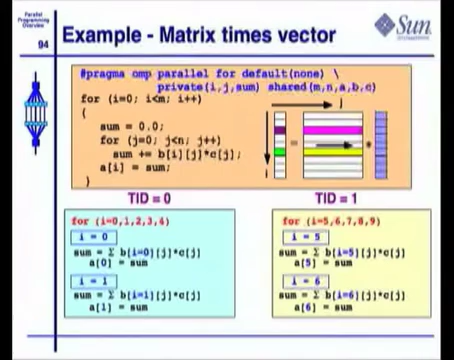 Parallel
Programming
Overview
94
Example - Matrix times vector
Sun
#pragma omp parallel for default(none) \
private(i,j,sum) shared(m,n,a,b,c)
for (i=0; i<m; i++)
{
sum = 0.0;
for (j=0; j<n; j++)
sum += b[i][j]*c[j];
a[i] = sum;
}
j
= *
i
TID = 0
TID = 1
for (i=0,1,2,3,4)
i = 0
sum = Σ b[i=0][j]*c[j]
a[0] = sum
i = 1
sum = Σ b[i=1][j]*c[j]
a[1] = sum
for (i=5,6,7,8,9)
i = 5
sum = Σ b[i=5][j]*c[j]
a[5] = sum
i = 6
sum = Σ b[i=6][j]*c[j]
a[6] = sum